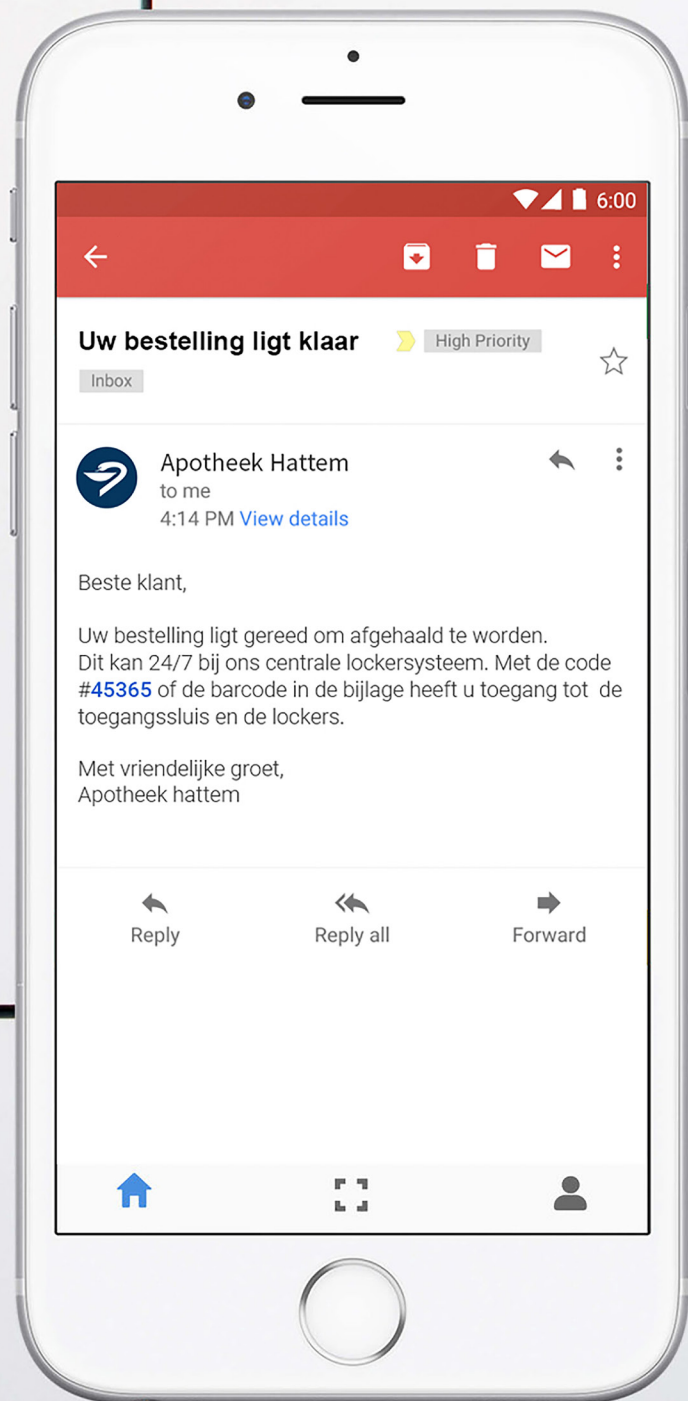 6:00
Uw bestelling ligt klaar
High Priority
Inbox
Apotheek Hattem
to me
4:14 PM View details
Beste klant,
Uw bestelling ligt gereed om afgehaald te worden.
Dit kan 24/7 bij ons centrale lockersysteem. Met de code
#45365 of de barcode in de bijlage heeft u toegang tot de
toegangssluis en de lockers.
Met vriendelijke groet,
Apotheek hattem
Reply
Reply all
Forward